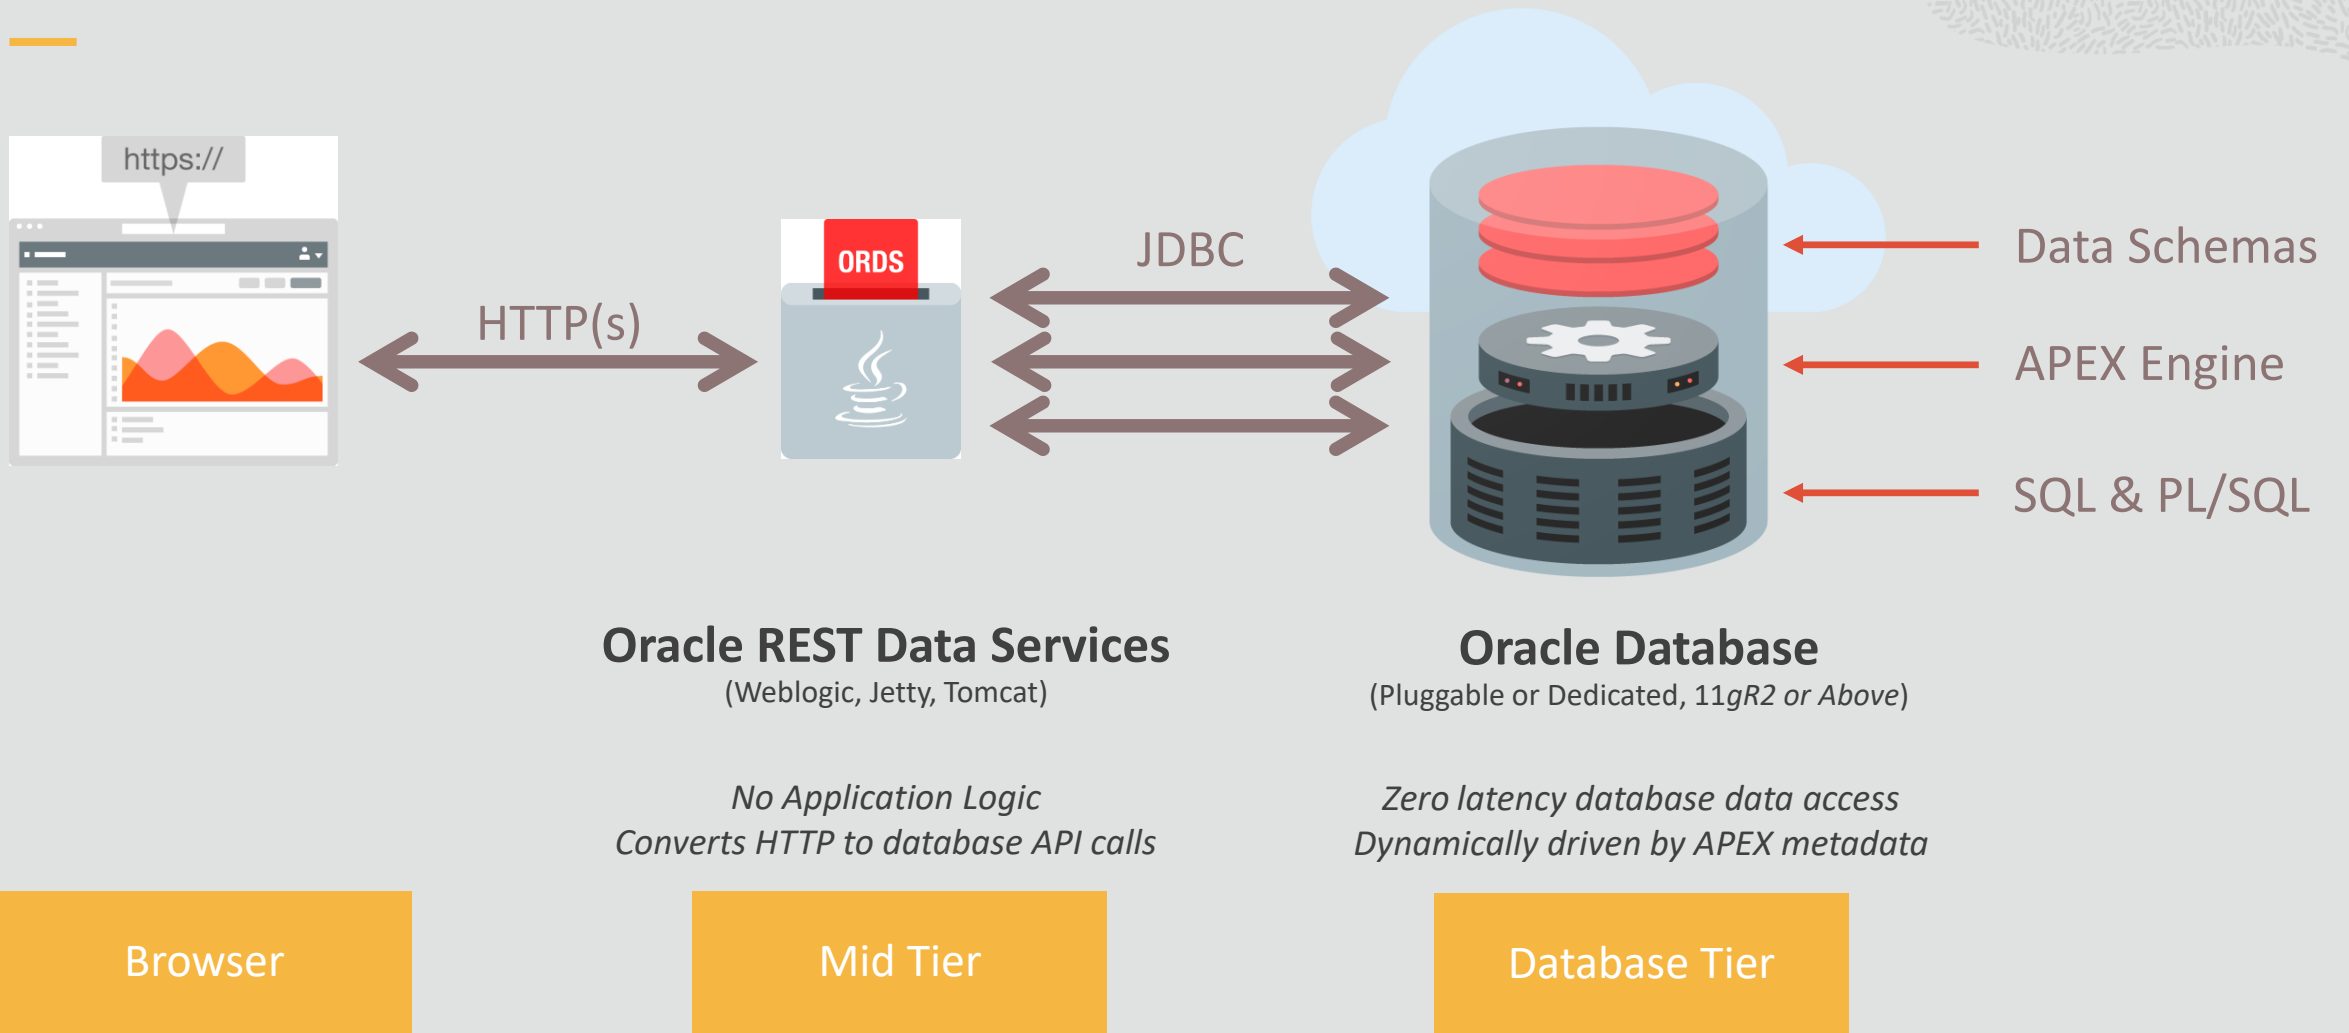 https://
HTTP(s)
ORDS
JDBC
Data Schemas
APEX Engine
SQL & PL/SQL
Oracle REST Data Services
(Weblogic, Jetty, Tomcat)
No Application Logic
Converts HTTP to database API calls
Oracle Database
(Pluggable or Dedicated, 11gR2 or Above)
Zero latency database data access
Dynamically driven by APEX metadata
Browser
Mid Tier
Database Tier